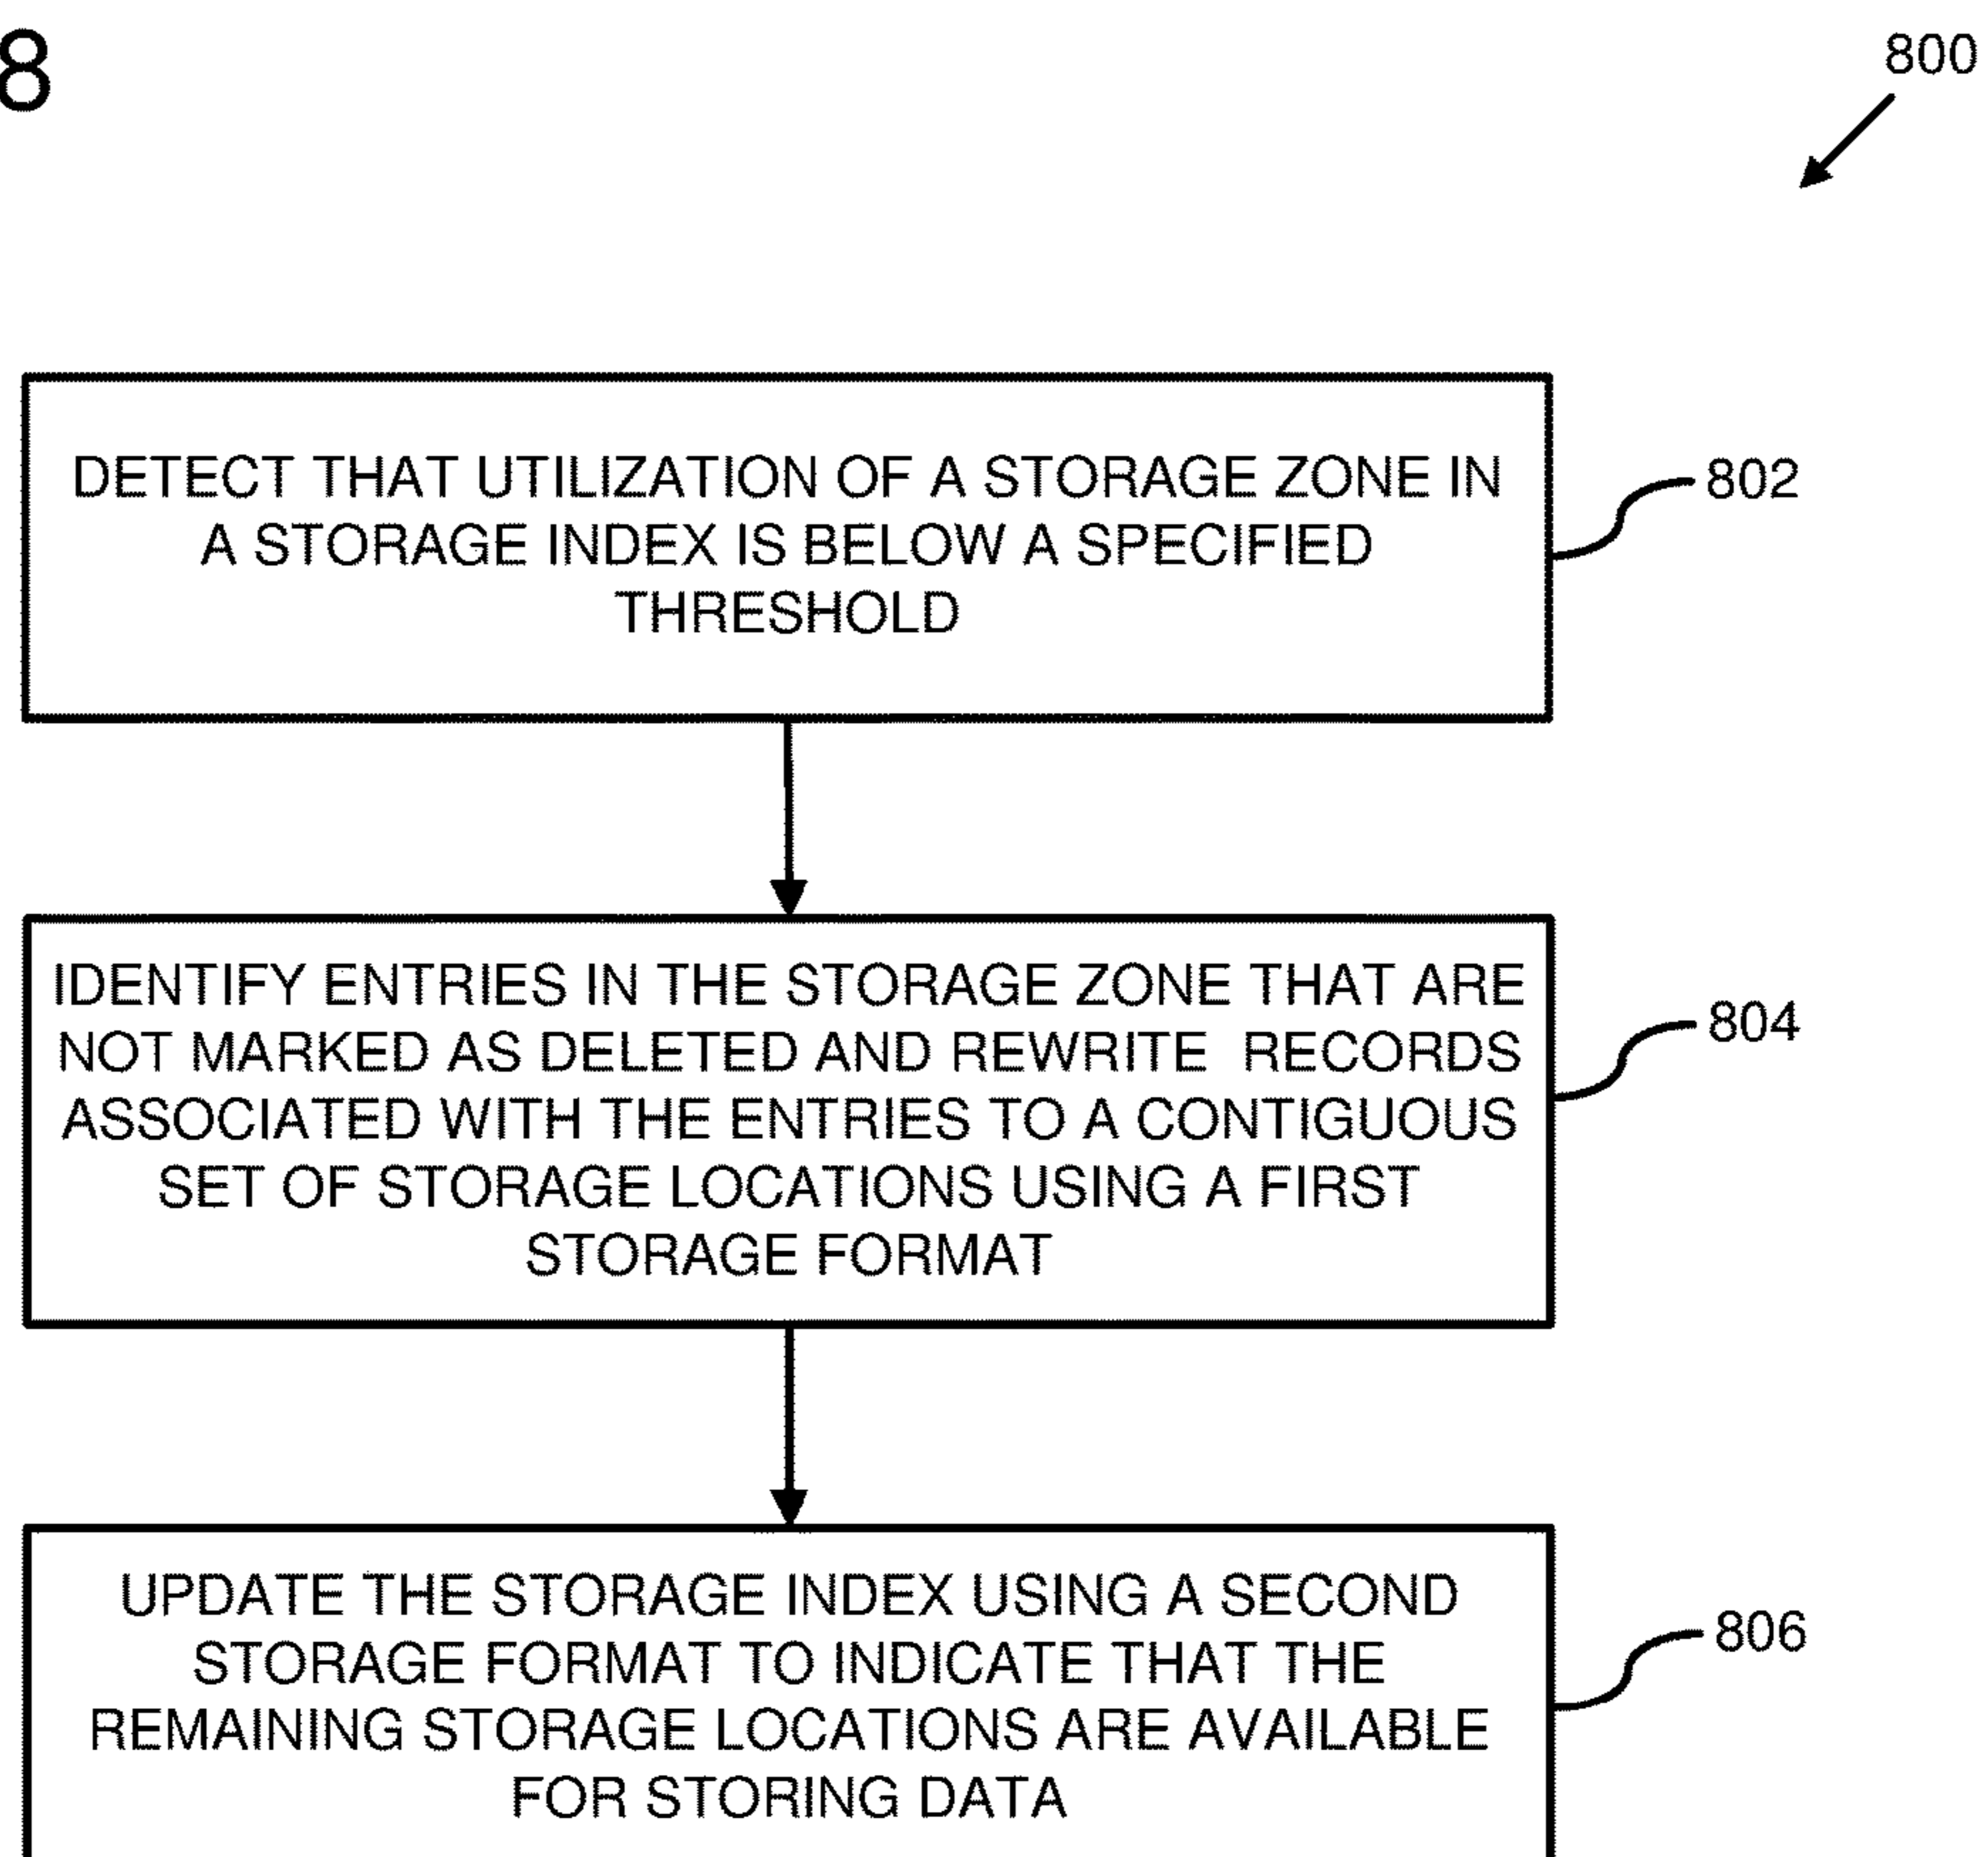 8
800
DETECT THAT UTILIZATION OF A STORAGE ZONE IN
A STORAGE INDEX IS BELOW A SPECIFIED
THRESHOLD
802
IDENTIFY ENTRIES IN THE STORAGE ZONE THAT ARE
NOT MARKED AS DELETED AND REWRITE RECORDS
ASSOCIATED WITH THE ENTRIES TO A CONTIGUOUS
SET OF STORAGE LOCATIONS USING A FIRST
STORAGE FORMAT
804
UPDATE THE STORAGE INDEX USING A SECOND
STORAGE FORMAT TO INDICATE THAT THE
REMAINING STORAGE LOCATIONS ARE AVAILABLE
FOR STORING DATA
806